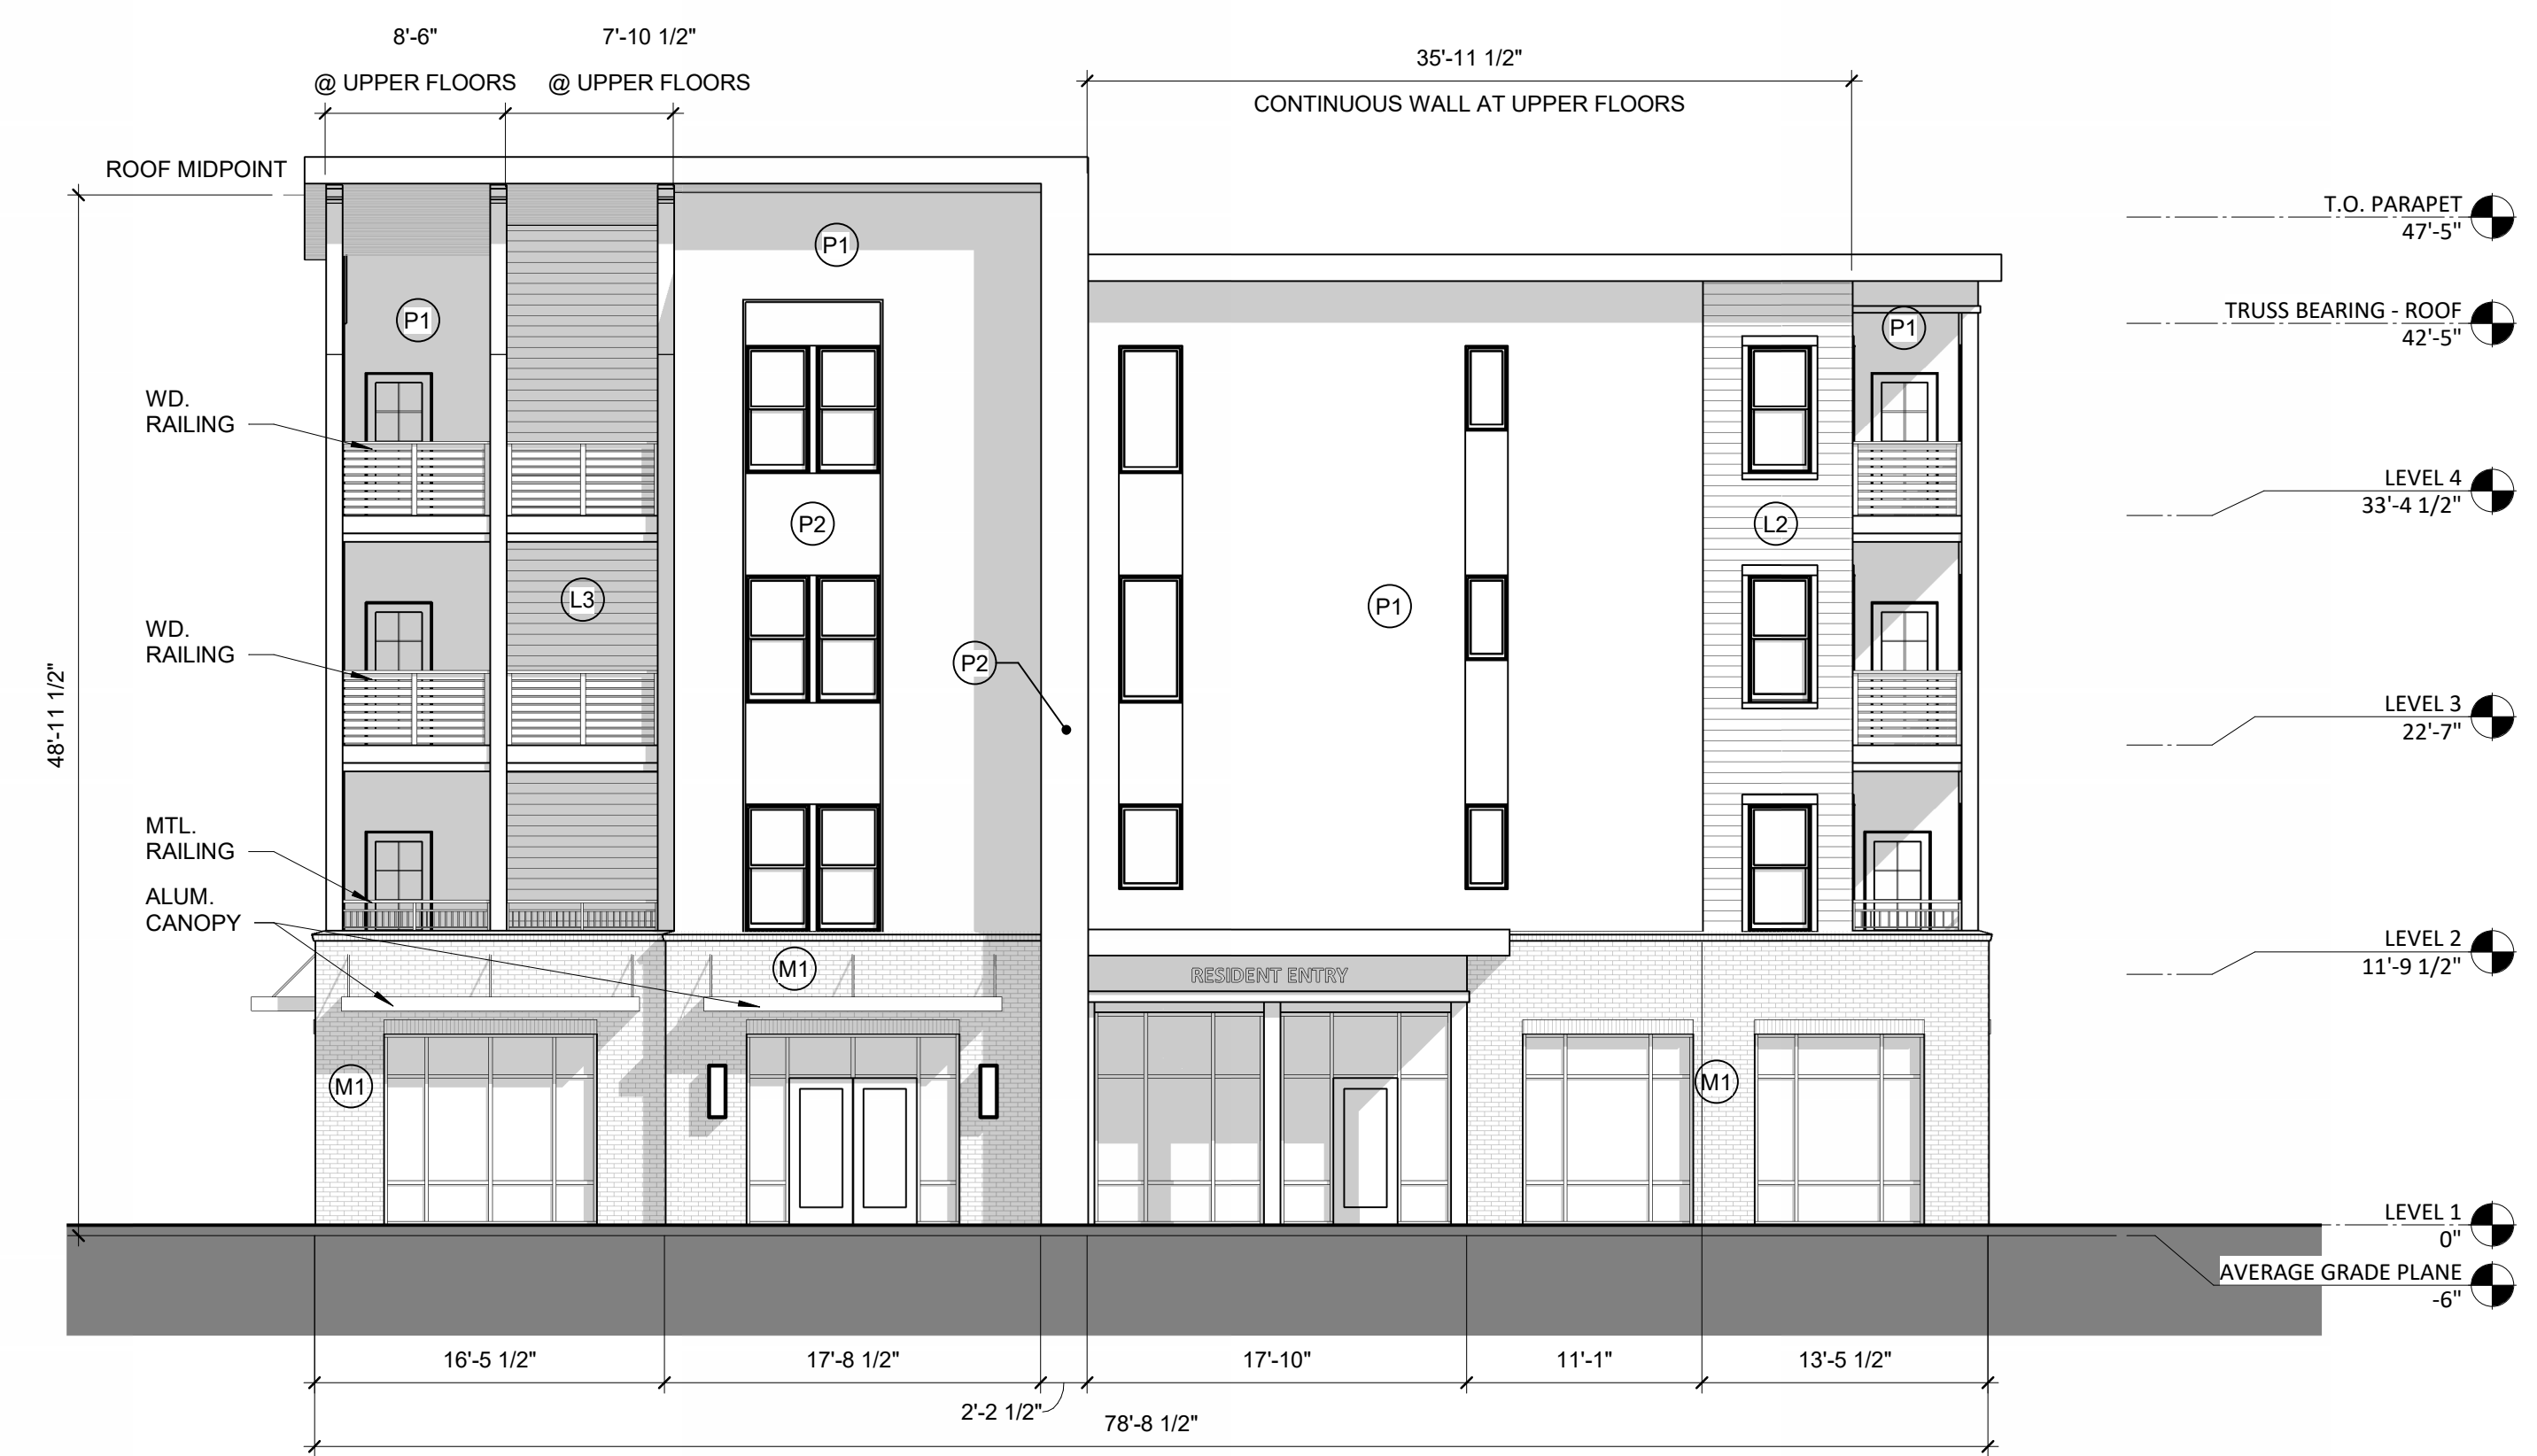 8'-6"
7'-10 1/2"
35'-11 1/2"
@ UPPER FLOORS
@ UPPER FLOORS
CONTINUOUS WALL AT UPPER FLOORS
ROOF MIDPOINT
T.O. PARAPET
47'-5"
P1
P1
TRUSS BEARING - ROOF
42'-5"
P1
WD.
RAILING
LEVEL 4
33'-4 1/2"
P2
L2
L3
P1
WD.
RAILING
P2
48'-11 1/2"
LEVEL 3
22'-7"
MTL.
RAILING
ALUM.
CANOPY
LEVEL 2
11'-9 1/2"
M1
RESIDENT ENTRY
M1
M1
LEVEL 1
0"
AVERAGE GRADE PLANE
-6"
16'-5 1/2"
17'-8 1/2"
17'-10"
11'-1"
13'-5 1/2"
2'-2 1/2"
78'-8 1/2"